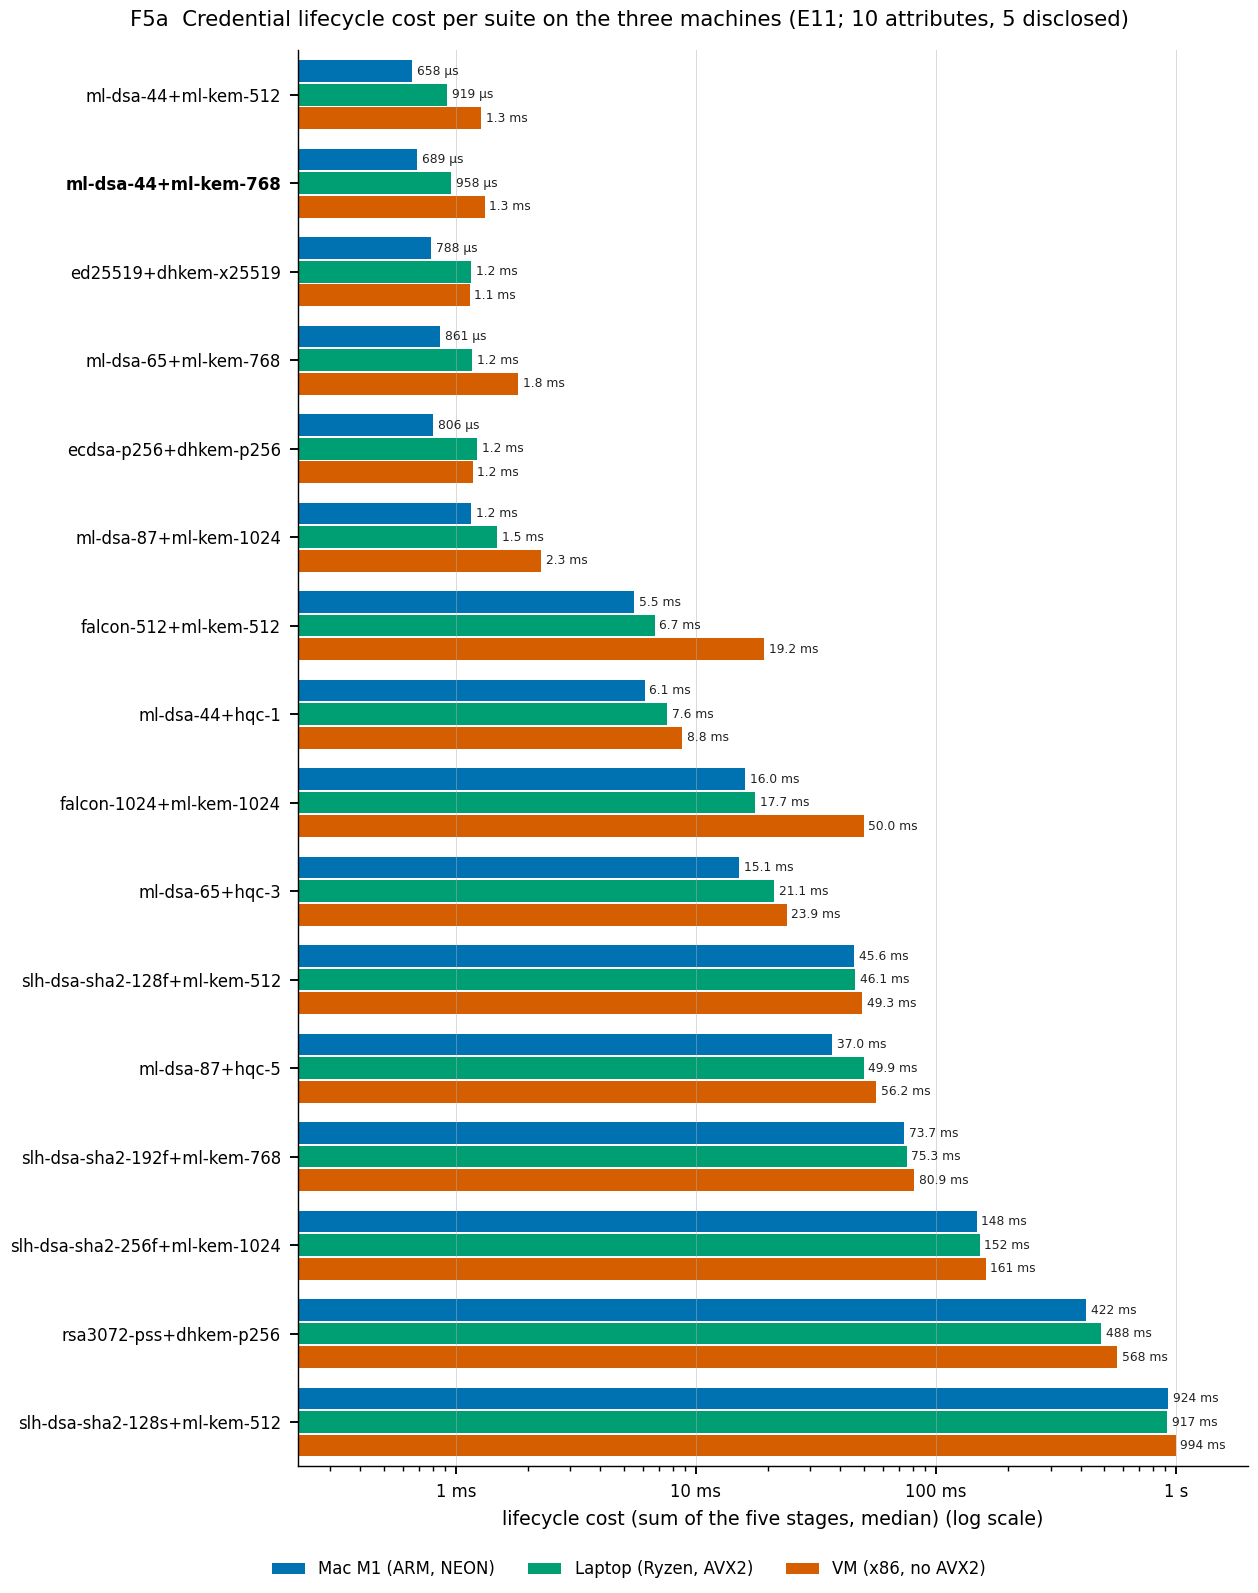 F5a  Credential lifecycle cost per suite on the three machines (E11; 10 attributes, 5 disclosed)
ml-dsa-44+ml-kem-512
658 µs
919 µs
1.3 ms
ml-dsa-44+ml-kem-768
689 µs
958 µs
1.3 ms
ed25519+dhkem-x25519
788 µs
1.2 ms
1.1 ms
ml-dsa-65+ml-kem-768
861 µs
1.2 ms
1.8 ms
ecdsa-p256+dhkem-p256
806 µs
1.2 ms
1.2 ms
ml-dsa-87+ml-kem-1024
1.2 ms
1.5 ms
2.3 ms
falcon-512+ml-kem-512
5.5 ms
6.7 ms
19.2 ms
ml-dsa-44+hqc-1
6.1 ms
7.6 ms
8.8 ms
falcon-1024+ml-kem-1024
16.0 ms
17.7 ms
50.0 ms
ml-dsa-65+hqc-3
15.1 ms
21.1 ms
23.9 ms
slh-dsa-sha2-128f+ml-kem-512
45.6 ms
46.1 ms
49.3 ms
ml-dsa-87+hqc-5
37.0 ms
49.9 ms
56.2 ms
slh-dsa-sha2-192f+ml-kem-768
73.7 ms
75.3 ms
80.9 ms
slh-dsa-sha2-256f+ml-kem-1024
148 ms
152 ms
161 ms
rsa3072-pss+dhkem-p256
422 ms
488 ms
568 ms
slh-dsa-sha2-128s+ml-kem-512
924 ms
917 ms
994 ms
1 ms 10 ms 100 ms 1 s
lifecycle cost (sum of the five stages, median) (log scale)
Mac M1 (ARM, NEON) Laptop (Ryzen, AVX2) VM (x86, no AVX2)